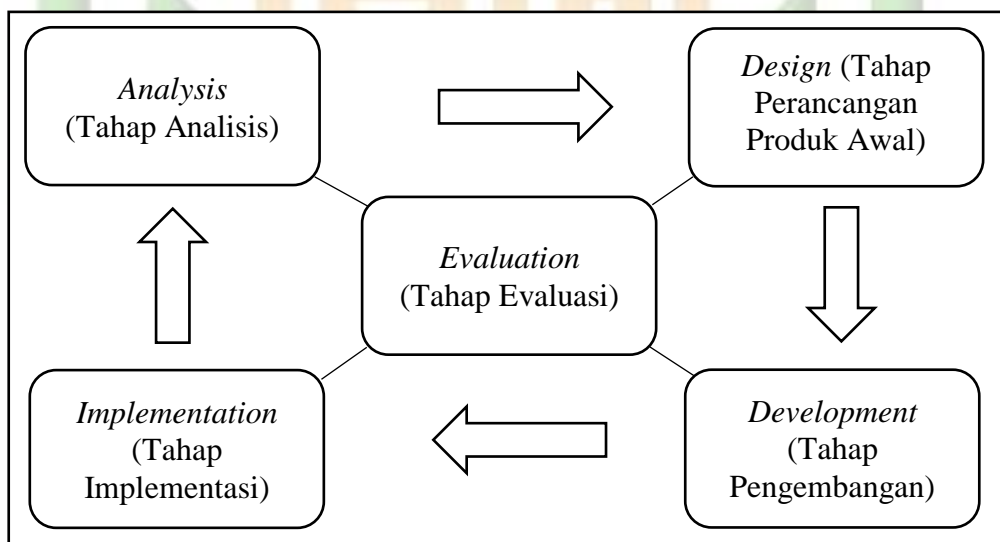 Analysis
(Tahap Analisis)
Design (Tahap
Perancangan
Produk Awal)
Evaluation
(Tahap Evaluasi)
Implementation
(Tahap
Implementasi)
Development
(Tahap
Pengembangan)